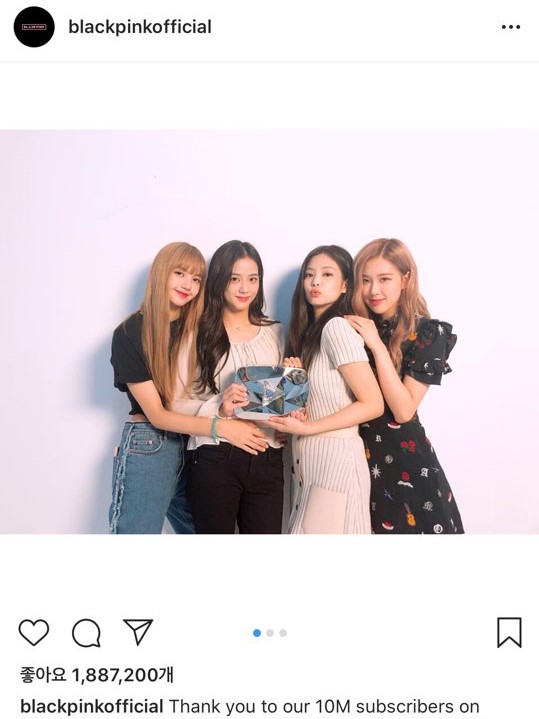 blackpinkofficial
좋아요 1,887,200개
blackpinkofficial Thank you to our 10M subscribers on